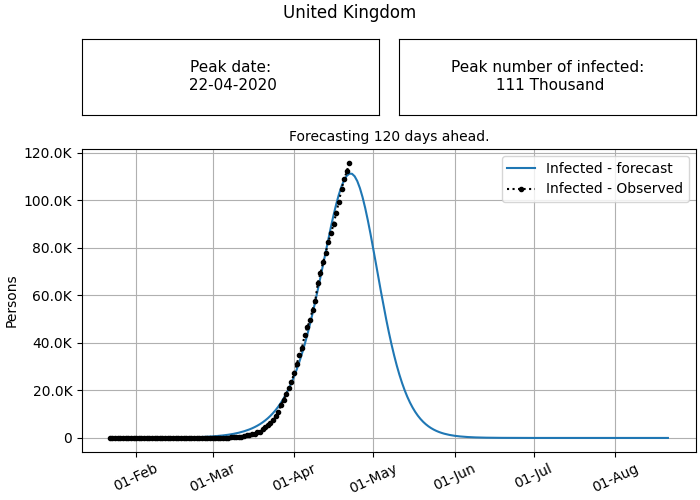 United Kingdom
Peak date:
22-04-2020
Peak number of infected:
111 Thousand
Forecasting 120 days ahead.
Infected - forecast
Infected - Observed
Persons
120.0K
100.0K
80.0K
60.0K
40.0K
20.0K
0
01-Feb
01-Mar
01-Apr
01-May
01-Jun
01-Jul
01-Aug